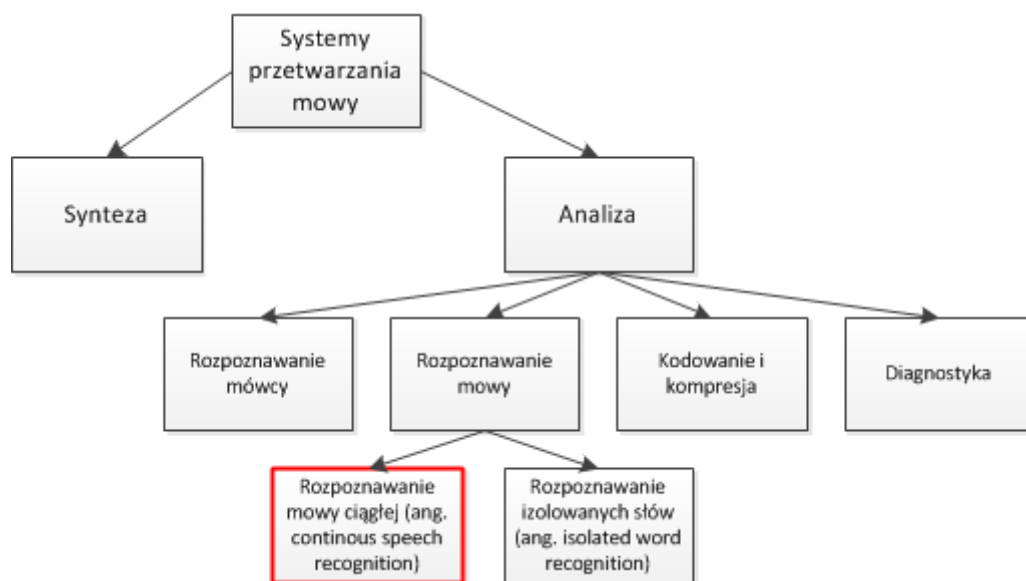 Systemy
przetwarzania
mowy
Synteza
Analiza
Rozpoznawanie
mówcy
Rozpoznawanie
mowy
Kodowanie i
kompresja
Diagnostyka
Rozpoznawanie
mowy ciągłej (ang.
continous speech
recognition)
Rozpoznawanie
izolowanych słów
(ang. isolated word
recognition)